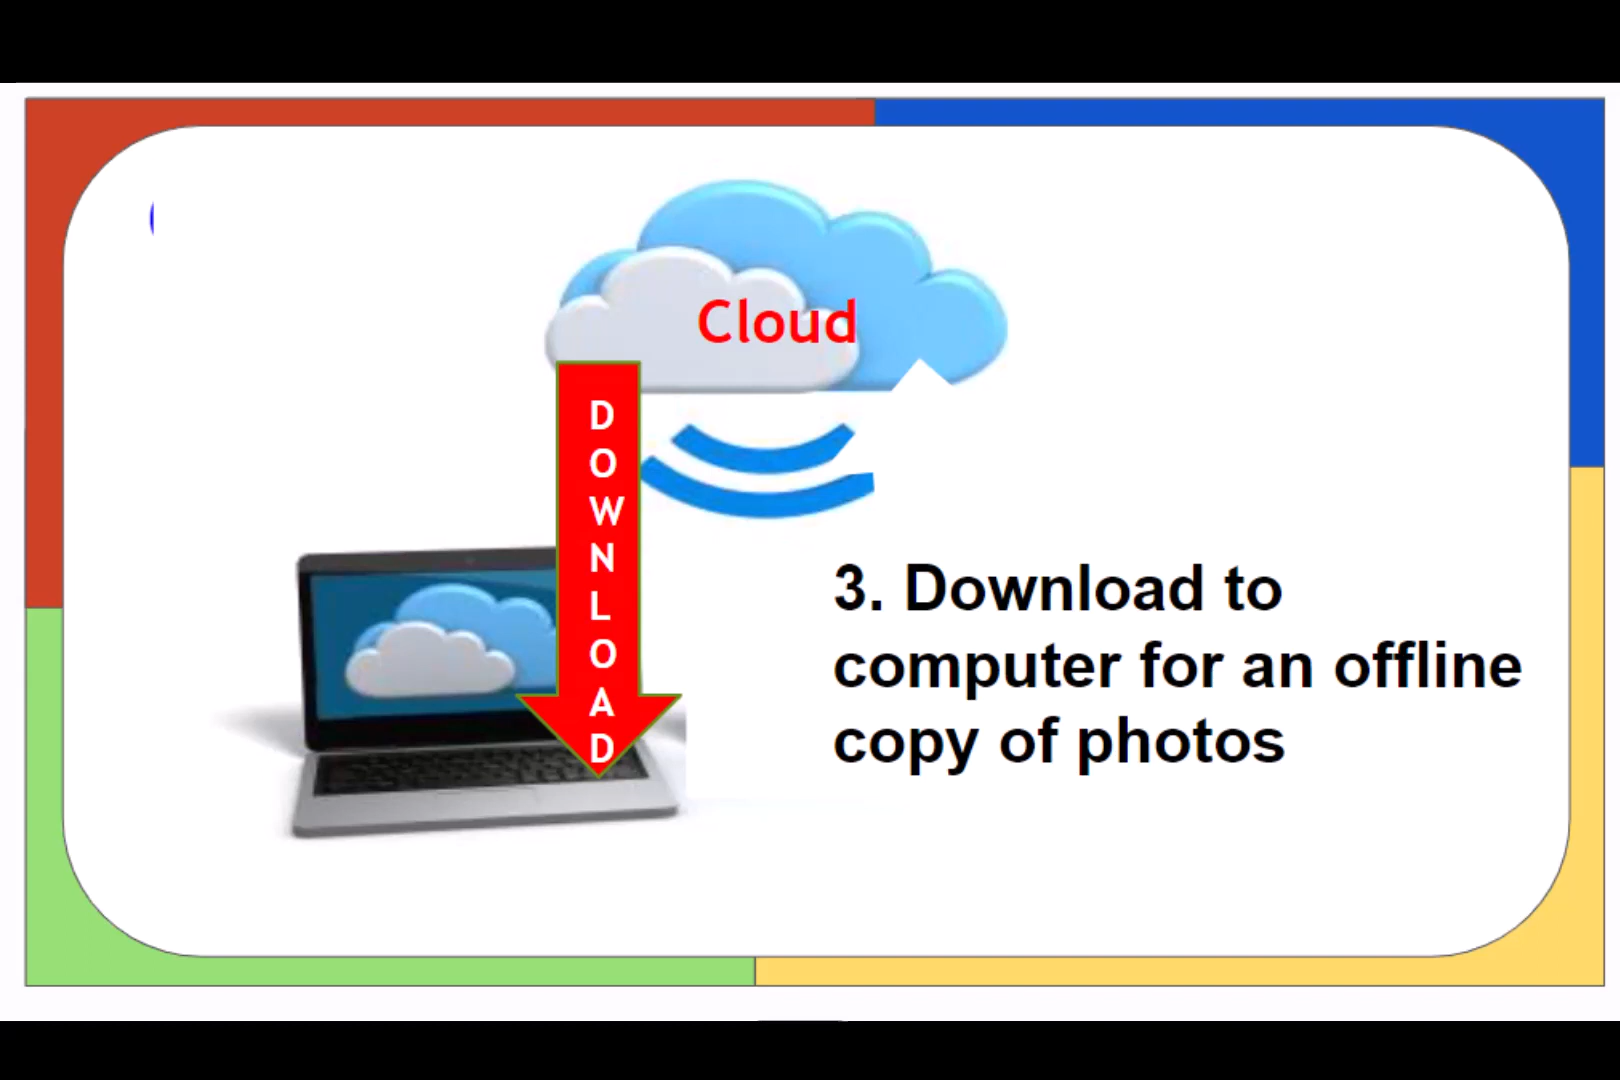 Cloud
DOWNLOAD
3. Download to
computer for an offline
copy of photos